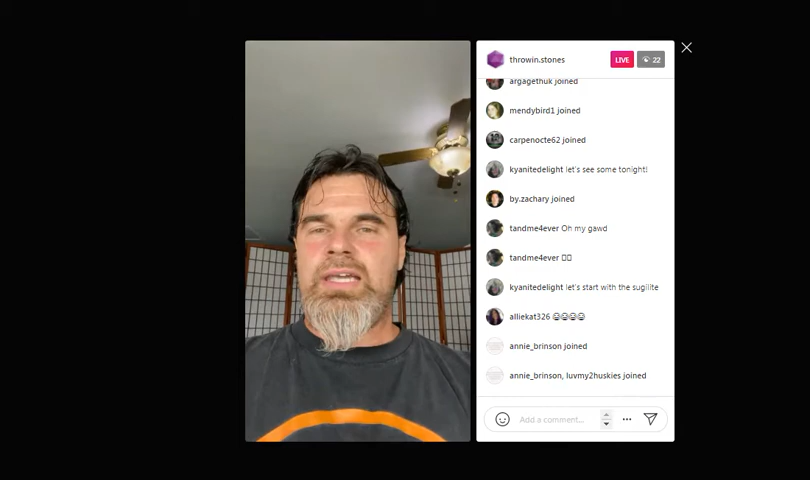 throwin.stones LIVE 22
argagethuk joined
mendybird1 joined
carpenocte62 joined
kyanitedelight let's see some tonight!
by.zachary joined
tandme4ever Oh my gawd
tandme4ever
kyanitedelight let's start with the sugilite
alliekat326
annie_brinson joined
annie_brinson, luvmy2huskies joined
Add a comment...